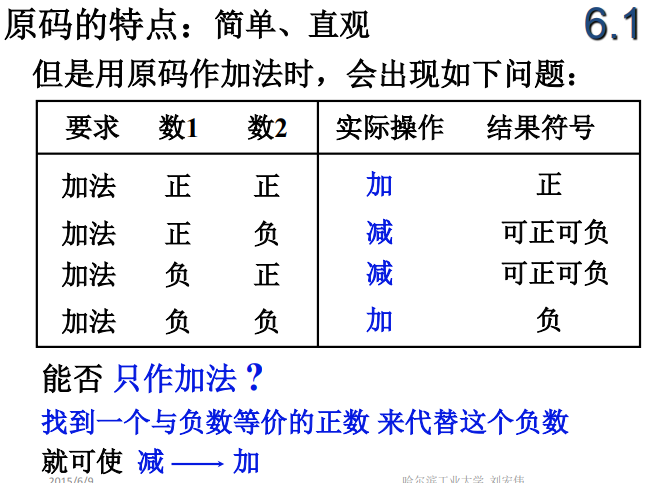 原码的特点：简单、直观
6.1
但是用原码作加法时，会出现如下问题：
要求 数1 数2 实际操作 结果符号
加法 正 正 加 正
加法 正 负 减 可正可负
加法 负 正 减 可正可负
加法 负 负 加 负
能否 只作加法？
找到一个与负数等价的正数 来代替这个负数
就可使 减 → 加
2015/6/9 哈尔滨工业大学 刘宏伟